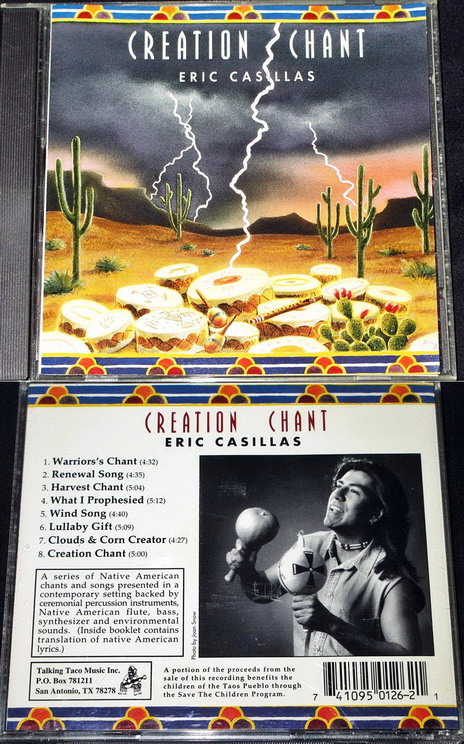 CREATION CHANT
ERIC CASILLAS
CREATION CHANT
ERIC CASILLAS
1. Warriors's Chant (4:32)
2. Renewal Song (4:35)
3. Harvest Chant (5:04)
4. What I Prophesied (5:12)
5. Wind Song (4:40)
6. Lullaby Gift (5:09)
7. Clouds & Corn Creator (4:27)
8. Creation Chant (5:00)
A series of Native American
chants and songs presented in a
contemporary setting backed by
ceremonial percussion instruments,
Native American flute, bass,
synthesizer and environmental
sounds. (Inside booklet contains
translation of native American
lyrics.)
Photo by Joan Snow
Talking Taco Music Inc.
P.O. Box 781211
San Antonio, TX 78278
A portion of the proceeds from the
sale of this recording benefits the
children of the Taos Pueblo through
the Save The Children Program.
7 41095 0126-2 1